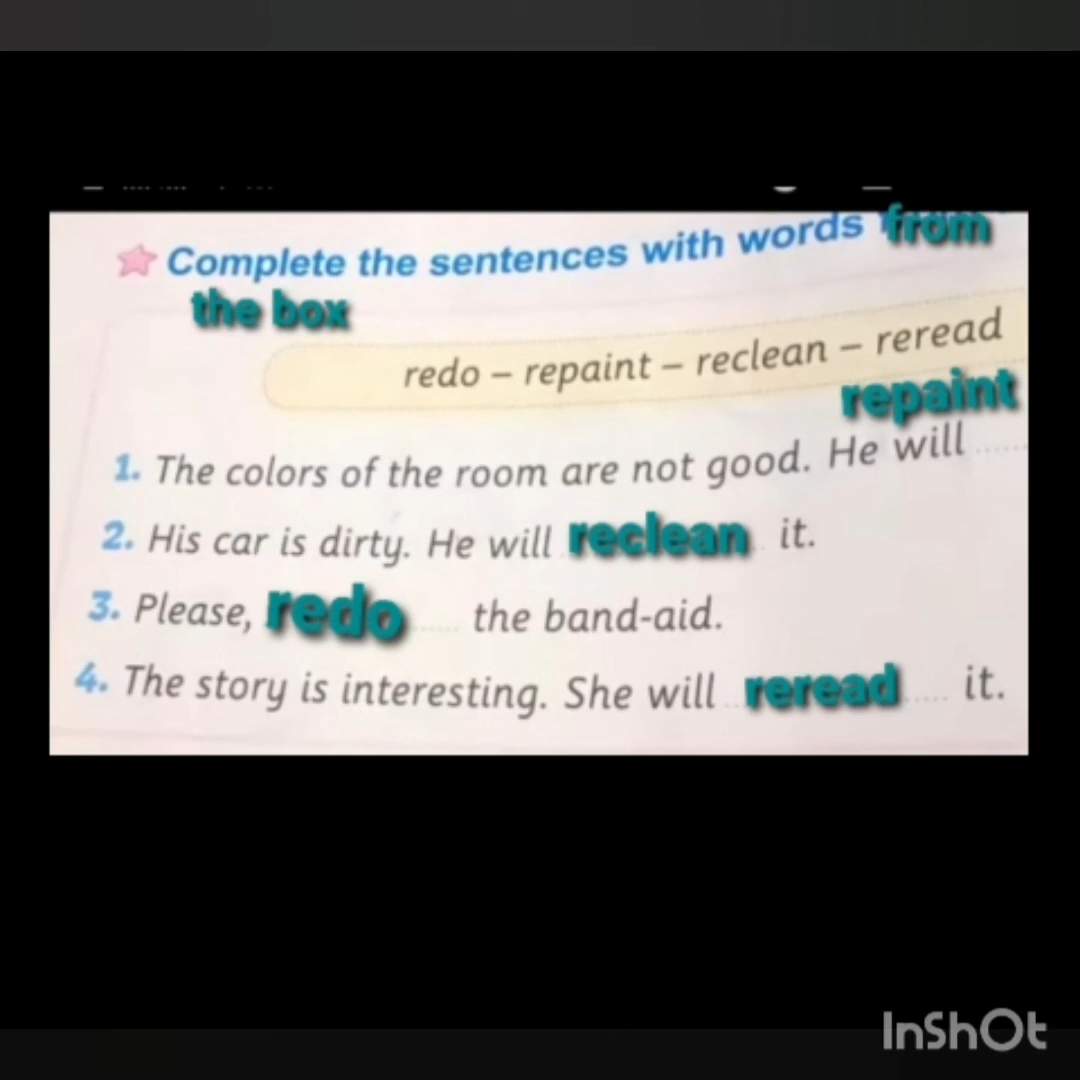 Complete the sentences with words from
the box
redo – repaint – reclean – reread
repaint
1. The colors of the room are not good. He will ......
2. His car is dirty. He will reclean it.
3. Please, redo ..... the band-aid.
4. The story is interesting. She will reread ..... it.
InShOt